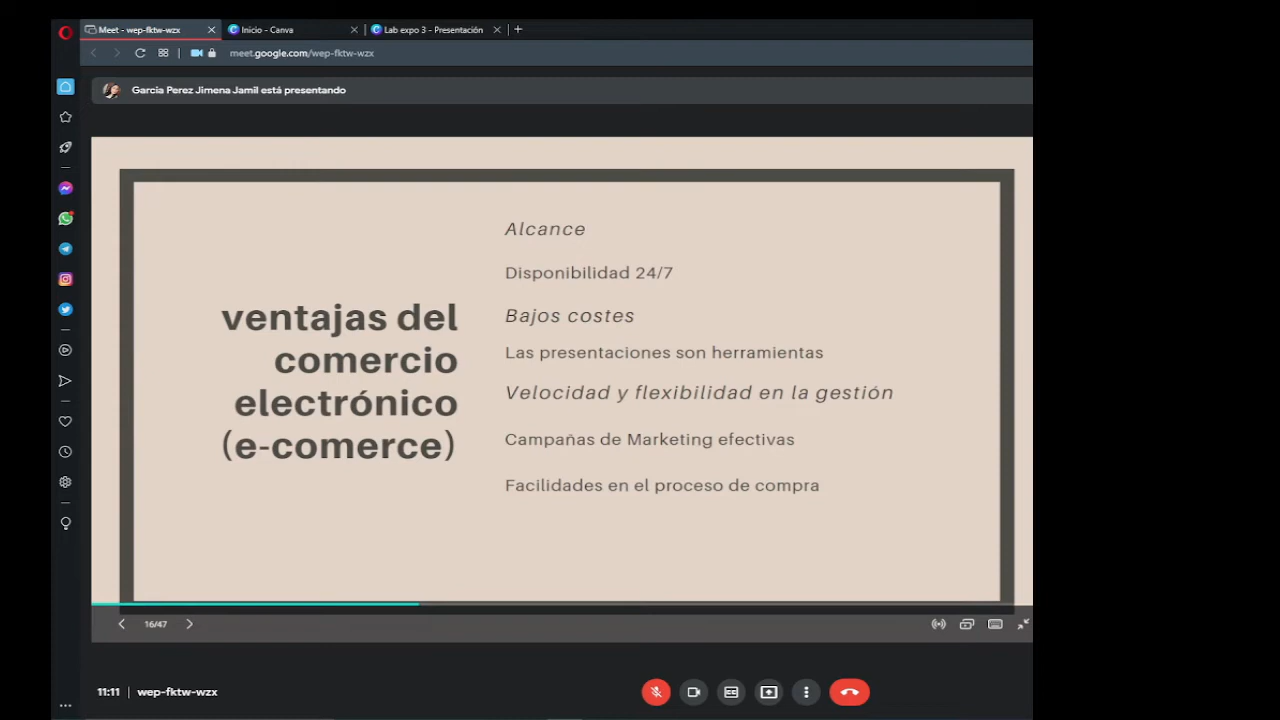 Meet - wep-fktw-wzx
Inicio - Canva
Lab expo 3 - Presentación
meet.google.com/wep-fktw-wzx
Garcia Perez Jimena Jamil está presentando
ventajas del
comercio
electrónico
(e-comerce)
Alcance
Disponibilidad 24/7
Bajos costes
Las presentaciones son herramientas
Velocidad y flexibilidad en la gestión
Campañas de Marketing efectivas
Facilidades en el proceso de compra
16/47
11:11 | wep-fktw-wzx